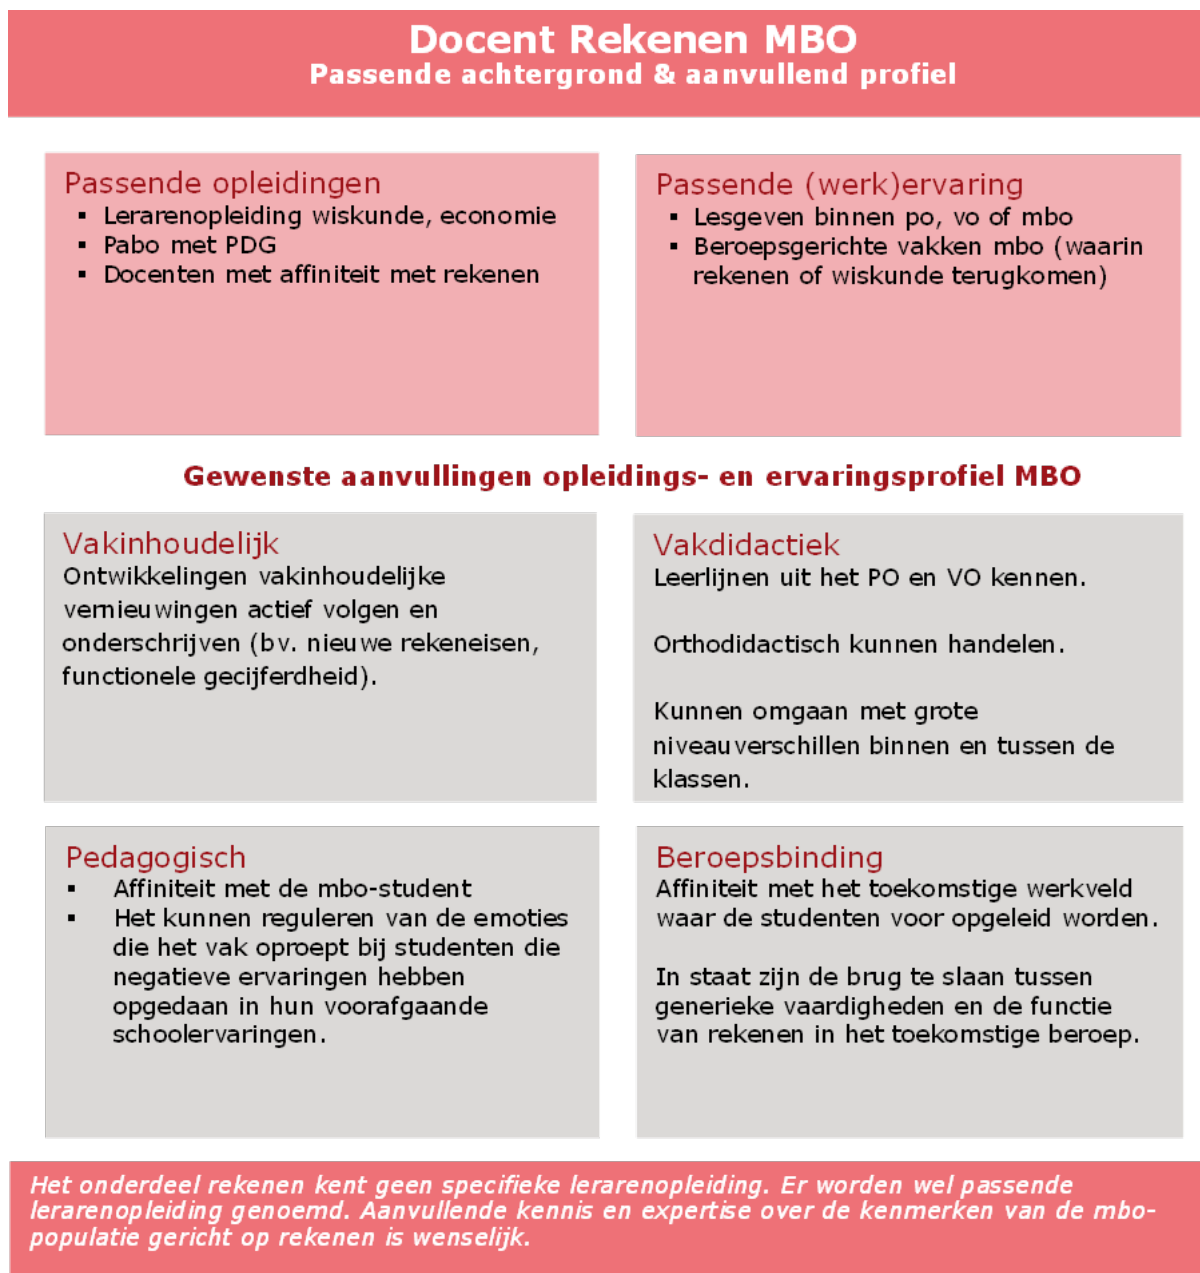 Docent Rekenen MBO
Passende achtergrond & aanvullend profiel
Passende opleidingen
▪ Lerarenopleiding wiskunde, economie
▪ Pabo met PDG
▪ Docenten met affiniteit met rekenen
Passende (werk)ervaring
▪ Lesgeven binnen po, vo of mbo
▪ Beroepsgerichte vakken mbo (waarin
rekenen of wiskunde terugkomen)
Gewenste aanvullingen opleidings- en ervaringsprofiel MBO
Vakinhoudelijk
Ontwikkelingen vakinhoudelijke
vernieuwingen actief volgen en
onderschrijven (bv. nieuwe rekeneisen,
functionele gecijferdheid).
Vakdidactiek
Leerlijnen uit het PO en VO kennen.
Orthodidactisch kunnen handelen.
Kunnen omgaan met grote
niveauverschillen binnen en tussen de
klassen.
Pedagogisch
▪ Affiniteit met de mbo-student
▪ Het kunnen reguleren van de emoties
die het vak oproept bij studenten die
negatieve ervaringen hebben
opgedaan in hun voorafgaande
schoolervaringen.
Beroepsbinding
Affiniteit met het toekomstige werkveld
waar de studenten voor opgeleid worden.
In staat zijn de brug te slaan tussen
generieke vaardigheden en de functie
van rekenen in het toekomstige beroep.
Het onderdeel rekenen kent geen specifieke lerarenopleiding. Er worden wel passende
lerarenopleiding genoemd. Aanvullende kennis en expertise over de kenmerken van de mbo-
populatie gericht op rekenen is wenselijk.